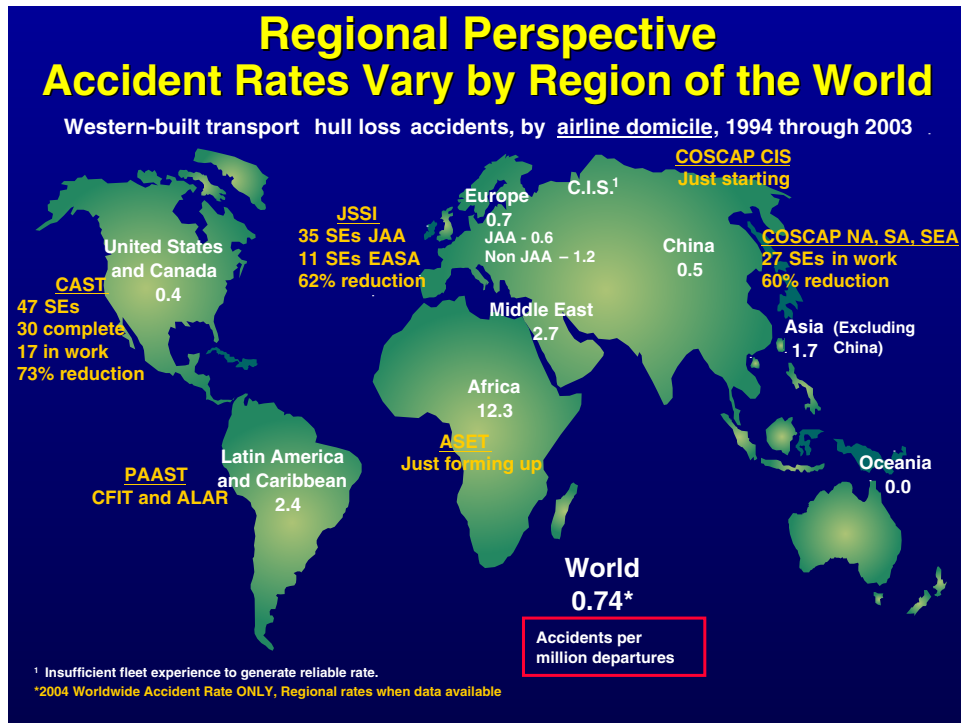 Regional Perspective
Accident Rates Vary by Region of the World
Western-built transport hull loss accidents, by airline domicile, 1994 through 2003
COSCAP CIS
Just starting
C.I.S.¹
Europe
0.7
JAA - 0.6
Non JAA – 1.2
JSSI
35 SEs JAA
11 SEs EASA
62% reduction
United States
and Canada
0.4
China
0.5
COSCAP NA, SA, SEA
27 SEs in work
60% reduction
CAST
47 SEs
30 complete
17 in work
73% reduction
Middle East
2.7
Asia (Excluding
China)
1.7
Africa
12.3
ASET
Just forming up
Latin America
and Caribbean
2.4
PAAST
CFIT and ALAR
Oceania
0.0
World
0.74*
Accidents per
million departures
¹ Insufficient fleet experience to generate reliable rate.
*2004 Worldwide Accident Rate ONLY, Regional rates when data available